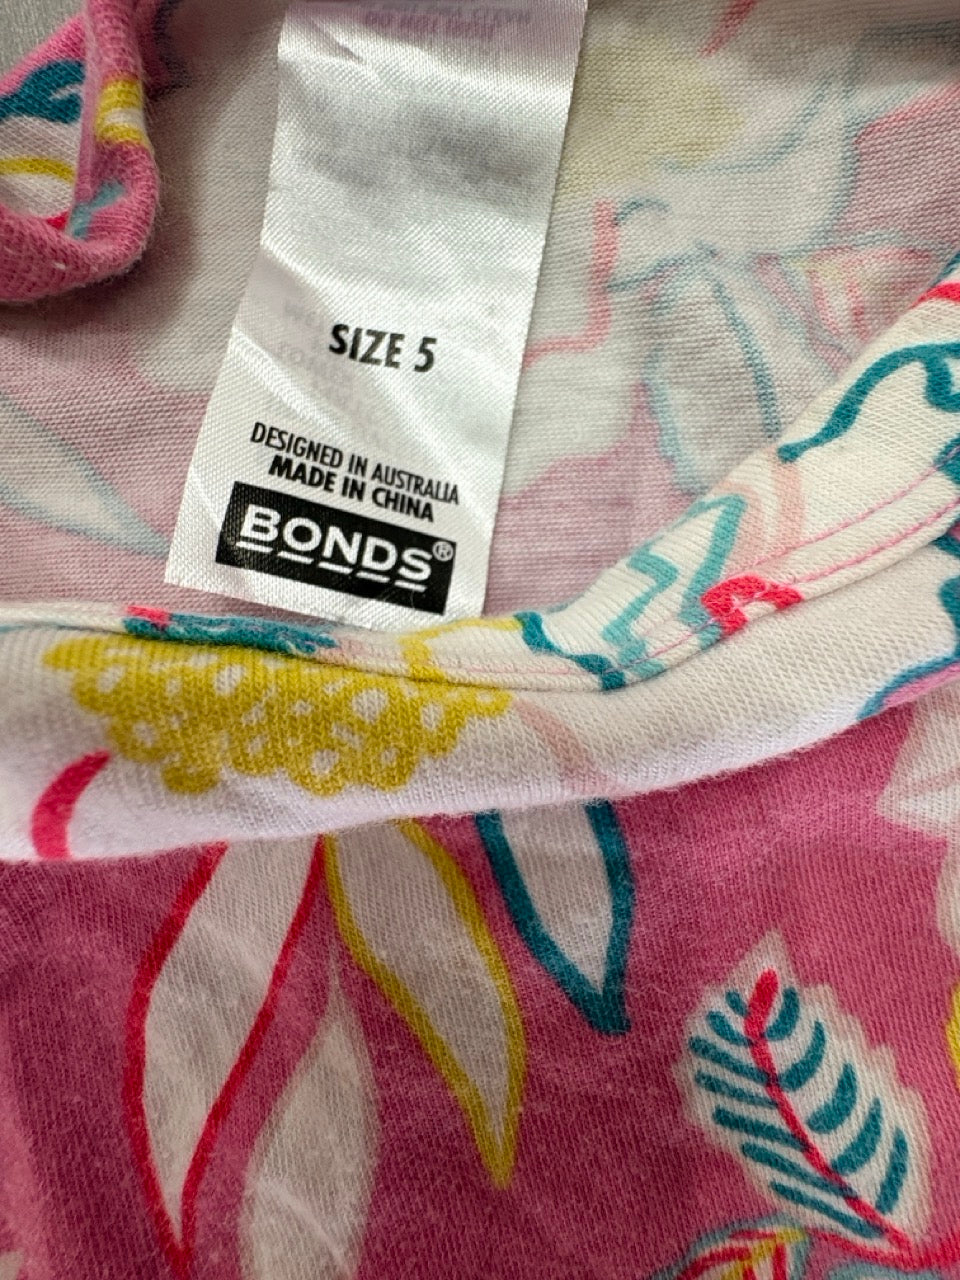 SIZE 5
DESIGNED IN AUSTRALIA
MADE IN CHINA
BONDS®